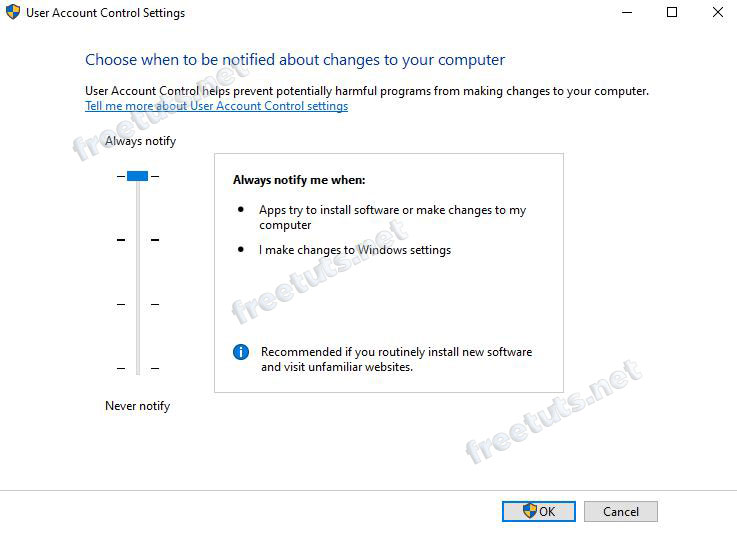 User Account Control Settings
Choose when to be notified about changes to your computer
User Account Control helps prevent potentially harmful programs from making changes to your computer.
Tell me more about User Account Control settings
freetuts.net
Always notify
Always notify me when:
Apps try to install software or make changes to my
computer
I make changes to Windows settings
freetuts.net
Recommended if you routinely install new software
and visit unfamiliar websites.
Never notify
freetuts.net
OK
Cancel